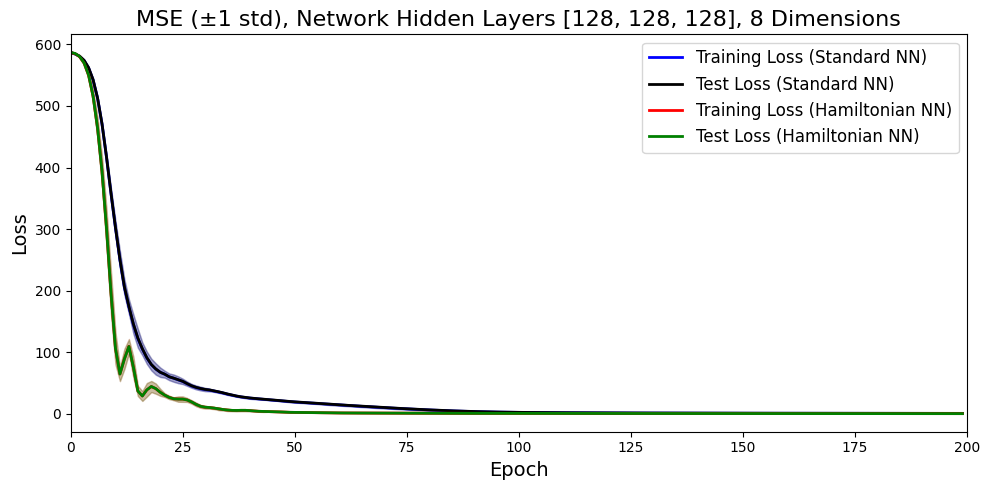 MSE (±1 std), Network Hidden Layers [128, 128, 128], 8 Dimensions
Training Loss (Standard NN)
Test Loss (Standard NN)
Training Loss (Hamiltonian NN)
Test Loss (Hamiltonian NN)
Loss
600
500
400
300
200
100
0
0 25 50 75 100 125 150 175 200
Epoch